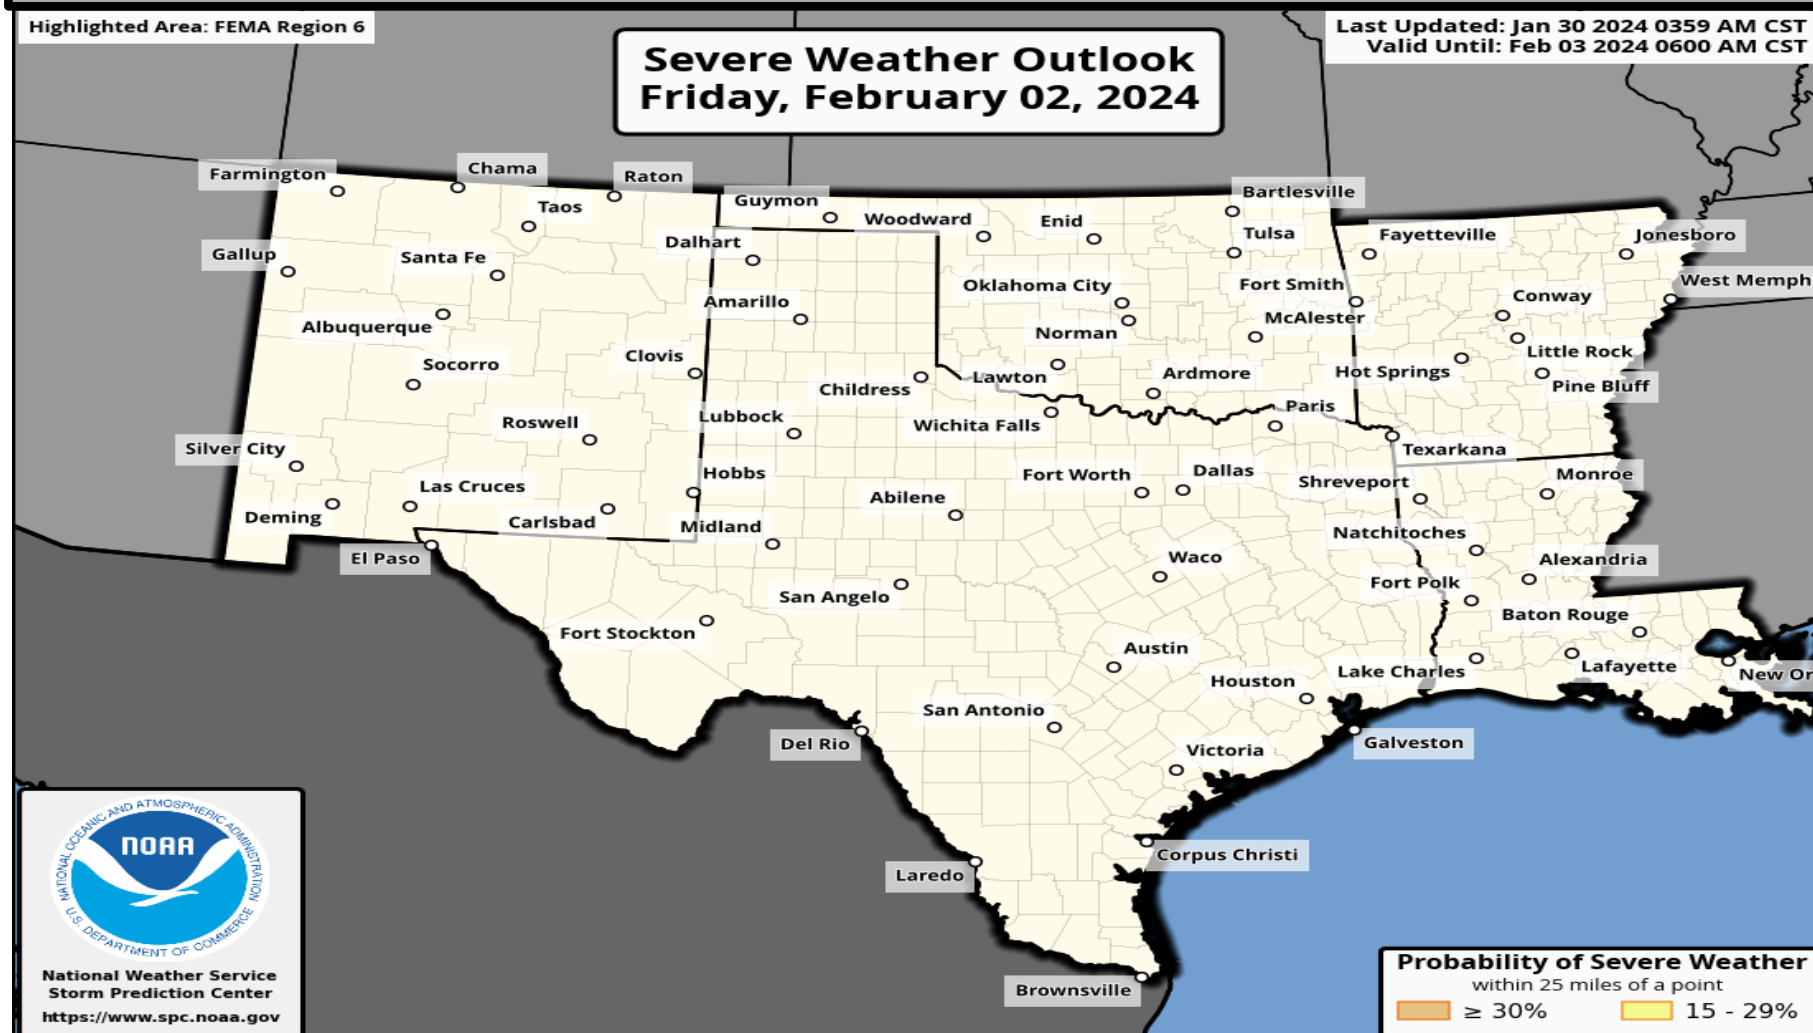 Highlighted Area: FEMA Region 6
Severe Weather Outlook
Friday, February 02, 2024
Last Updated: Jan 30 2024 0359 AM CST
Valid Until: Feb 03 2024 0600 AM CST
Farmington
Chama
Raton
Taos
Guymon
Woodward
Enid
Bartlesville
Tulsa
Fayetteville
Jonesboro
Gallup
Santa Fe
Dalhart
Oklahoma City
Fort Smith
Conway
West Memph
Albuquerque
Amarillo
Norman
McAlester
Little Rock
Socorro
Clovis
Childress
Lawton
Ardmore
Hot Springs
Pine Bluff
Roswell
Lubbock
Wichita Falls
Paris
Texarkana
Silver City
Las Cruces
Hobbs
Abilene
Fort Worth
Dallas
Shreveport
Monroe
Deming
Carlsbad
Midland
Natchitoches
El Paso
San Angelo
Waco
Fort Polk
Alexandria
Fort Stockton
Austin
Baton Rouge
Houston
Lake Charles
Lafayette
New Or
San Antonio
Del Rio
Victoria
Galveston
Corpus Christi
Laredo
Brownsville
NATIONAL OCEANIC AND ATMOSPHERIC ADMINISTRATION
NOAA
U.S. DEPARTMENT OF COMMERCE
National Weather Service
Storm Prediction Center
https://www.spc.noaa.gov
Probability of Severe Weather
within 25 miles of a point
≥ 30% 15 - 29%